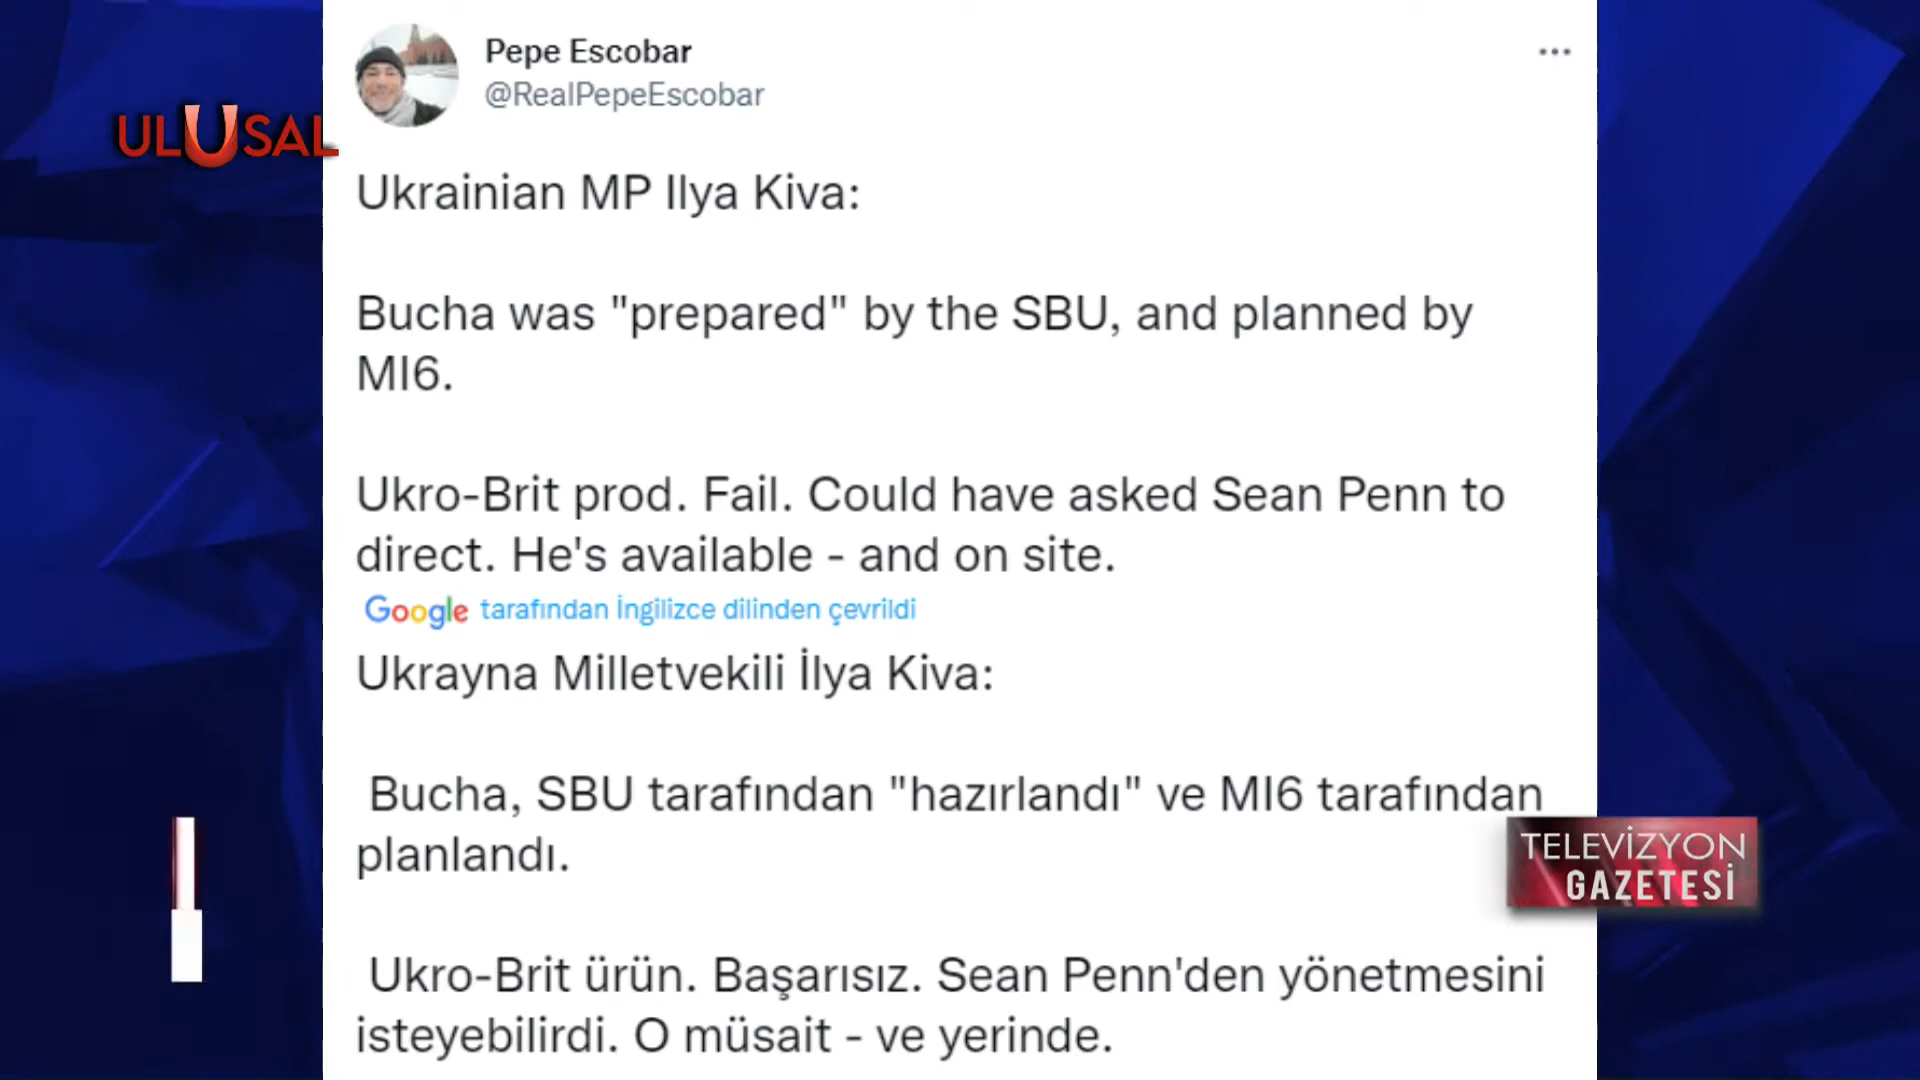 Pepe Escobar
@RealPepeEscobar
ULUSAL
Ukrainian MP Ilya Kiva:
Bucha was "prepared" by the SBU, and planned by
MI6.
Ukro-Brit prod. Fail. Could have asked Sean Penn to
direct. He's available - and on site.
Google tarafından İngilizce dilinden çevrildi
Ukrayna Milletvekili İlya Kiva:
Bucha, SBU tarafından "hazırlandı" ve MI6 tarafından
planlandı.
TELEVİZYON
GAZETESİ
Ukro-Brit ürün. Başarısız. Sean Penn'den yönetmesini
isteyebilirdi. O müsait - ve yerinde.